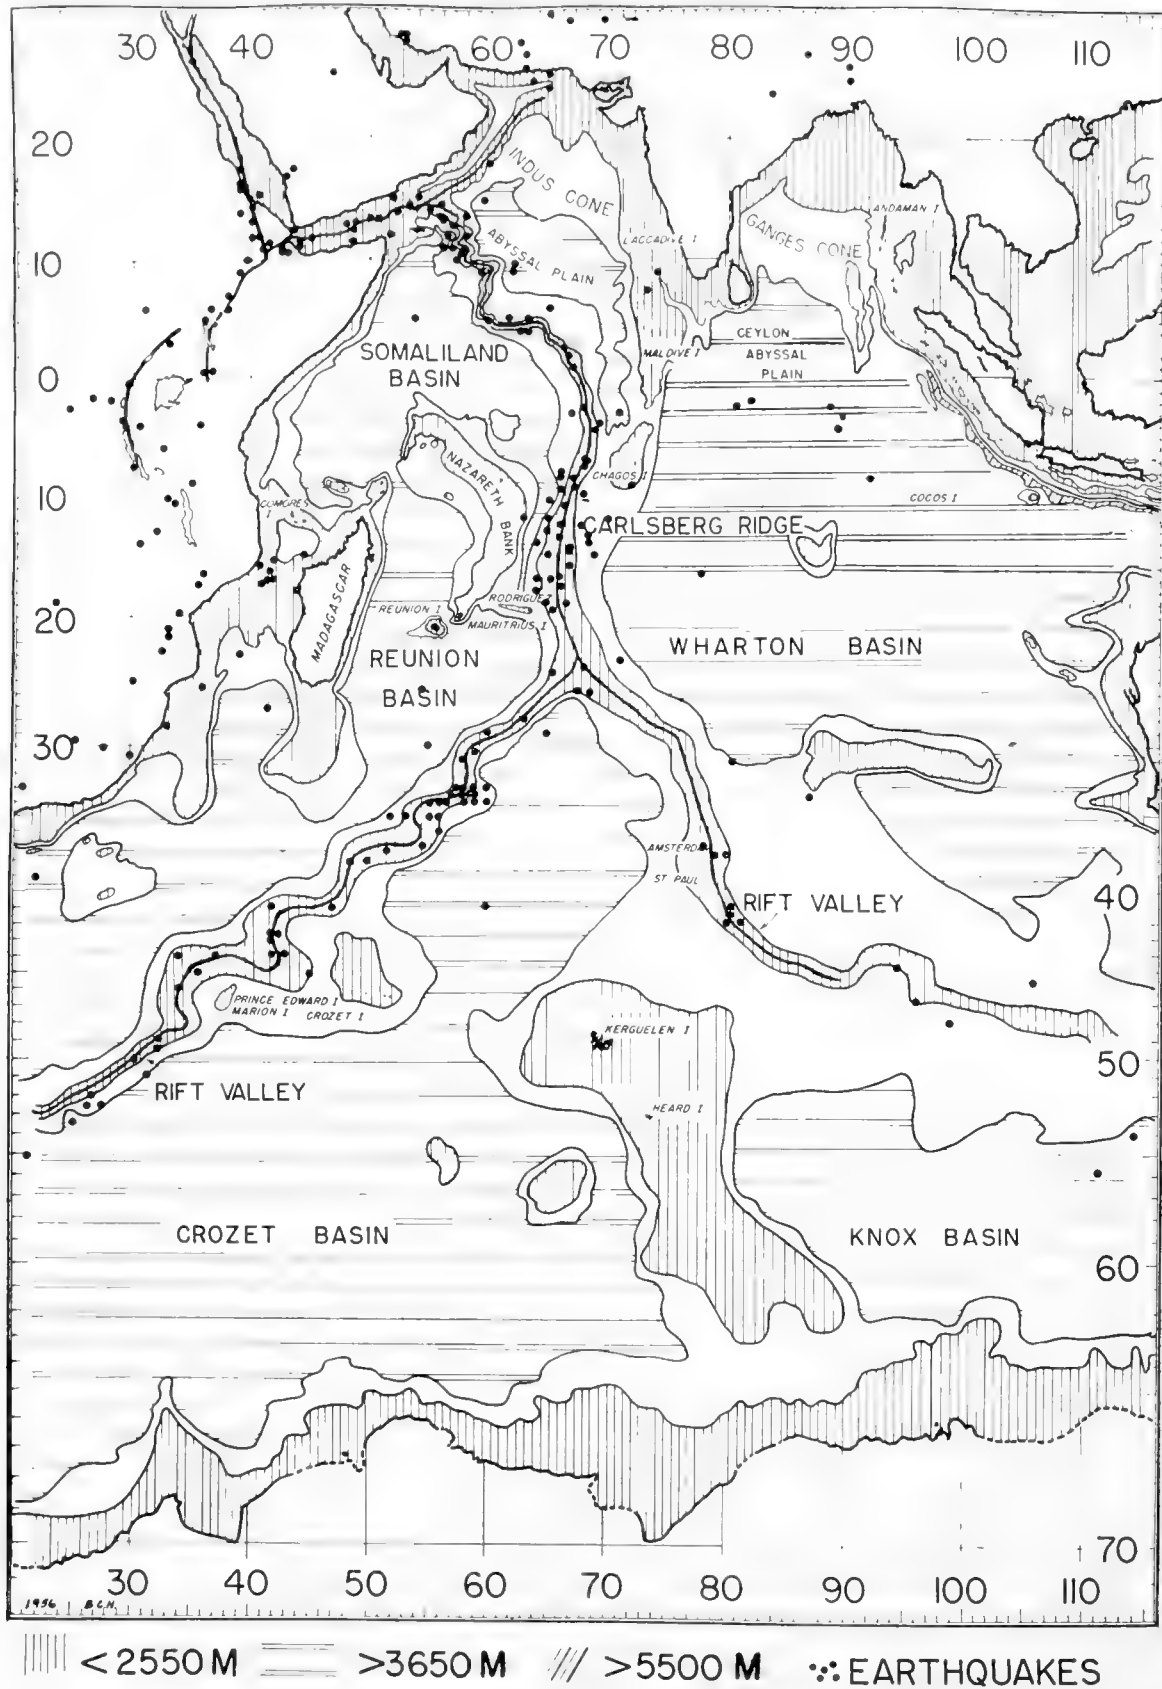 30 40 60 70 80 90 100 110
20
INDUS CONE
ANDAMAN I
GANGES CONE
LACCADIVE I
ABYSSAL PLAIN
10
CEYLON
ABYSSAL
PLAIN
MALDIVE I
SOMALILAND
BASIN
0
NAZARETH BANK
CHAGOS I
COCOS I
COMORES I
10
CARLSBERG RIDGE
MADAGASCAR
RODRIGUEZ
REUNION I
MAURITRIUS I
20
WHARTON BASIN
REUNION
BASIN
30
AMSTERDA
ST PAUL
RIFT VALLEY
40
PRINCE EDWARD I
MARION I CROZET I
KERGUELEN I
50
RIFT VALLEY
HEARD I
CROZET BASIN
KNOX BASIN
60
70
30 40 50 60 70 80 90 100 110
1956 B.C.H.
<2550 M >3650 M >5500 M EARTHQUAKES